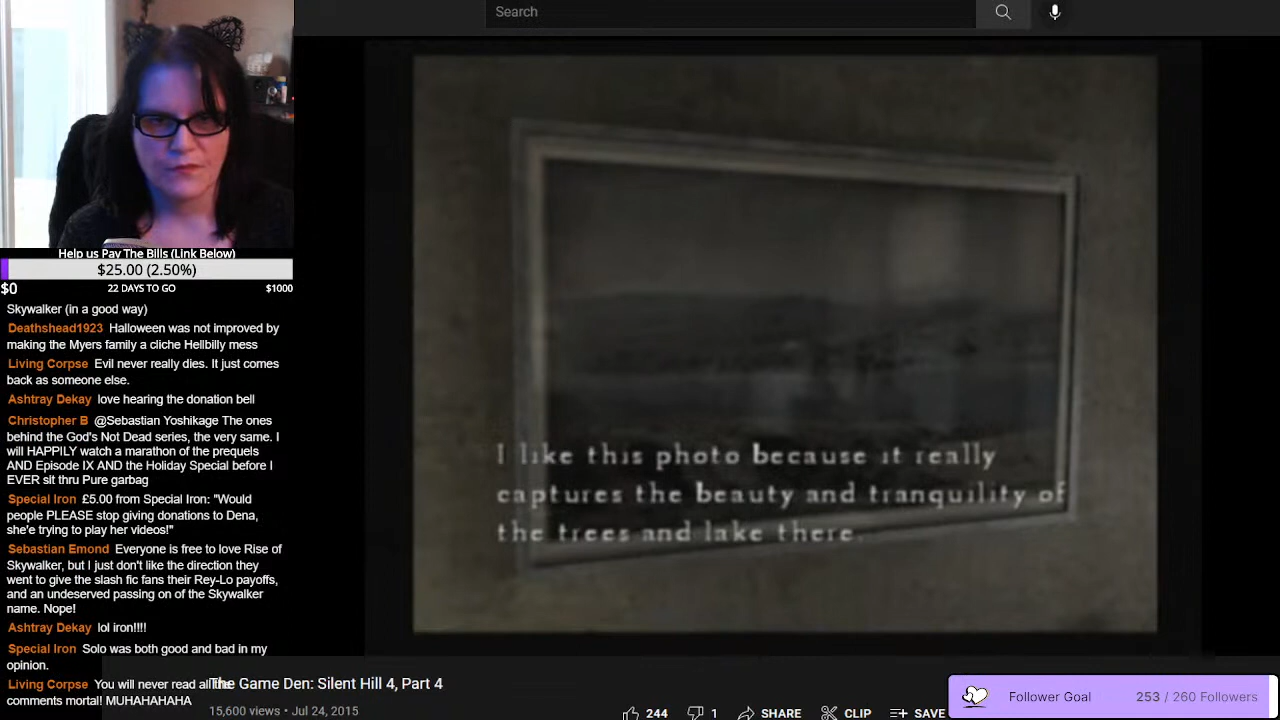 Search
Help us Pay The Bills (Link Below)
$25.00 (2.50%)
$0 22 DAYS TO GO $1000
Skywalker (in a good way)
Deathshead1923 Halloween was not improved by
making the Myers family a cliche Hellbilly mess
Living Corpse Evil never really dies. It just comes
back as someone else.
Ashtray Dekay love hearing the donation bell
Christopher B @Sebastian Yoshikage The ones
behind the God's Not Dead series, the very same. I
will HAPPILY watch a marathon of the prequels
AND Episode IX AND the Holiday Special before I
EVER sit thru Pure garbag
Special Iron £5.00 from Special Iron: "Would
people PLEASE stop giving donations to Dena,
she'e trying to play her videos!"
Sebastian Emond Everyone is free to love Rise of
Skywalker, but I just don't like the direction they
went to give the slash fic fans their Rey-Lo payoffs,
and an undeserved passing on of the Skywalker
name. Nope!
Ashtray Dekay lol iron!!!!
Special Iron Solo was both good and bad in my
opinion.
Living Corpse You will never read all the
comments mortal! MUHAHAHAHA
I like this photo because it really
captures the beauty and tranquility of
the trees and lake there.
The Game Den: Silent Hill 4, Part 4
15,600 views • Jul 24, 2015
244 1 SHARE CLIP SAVE
Follower Goal 253 / 260 Followers